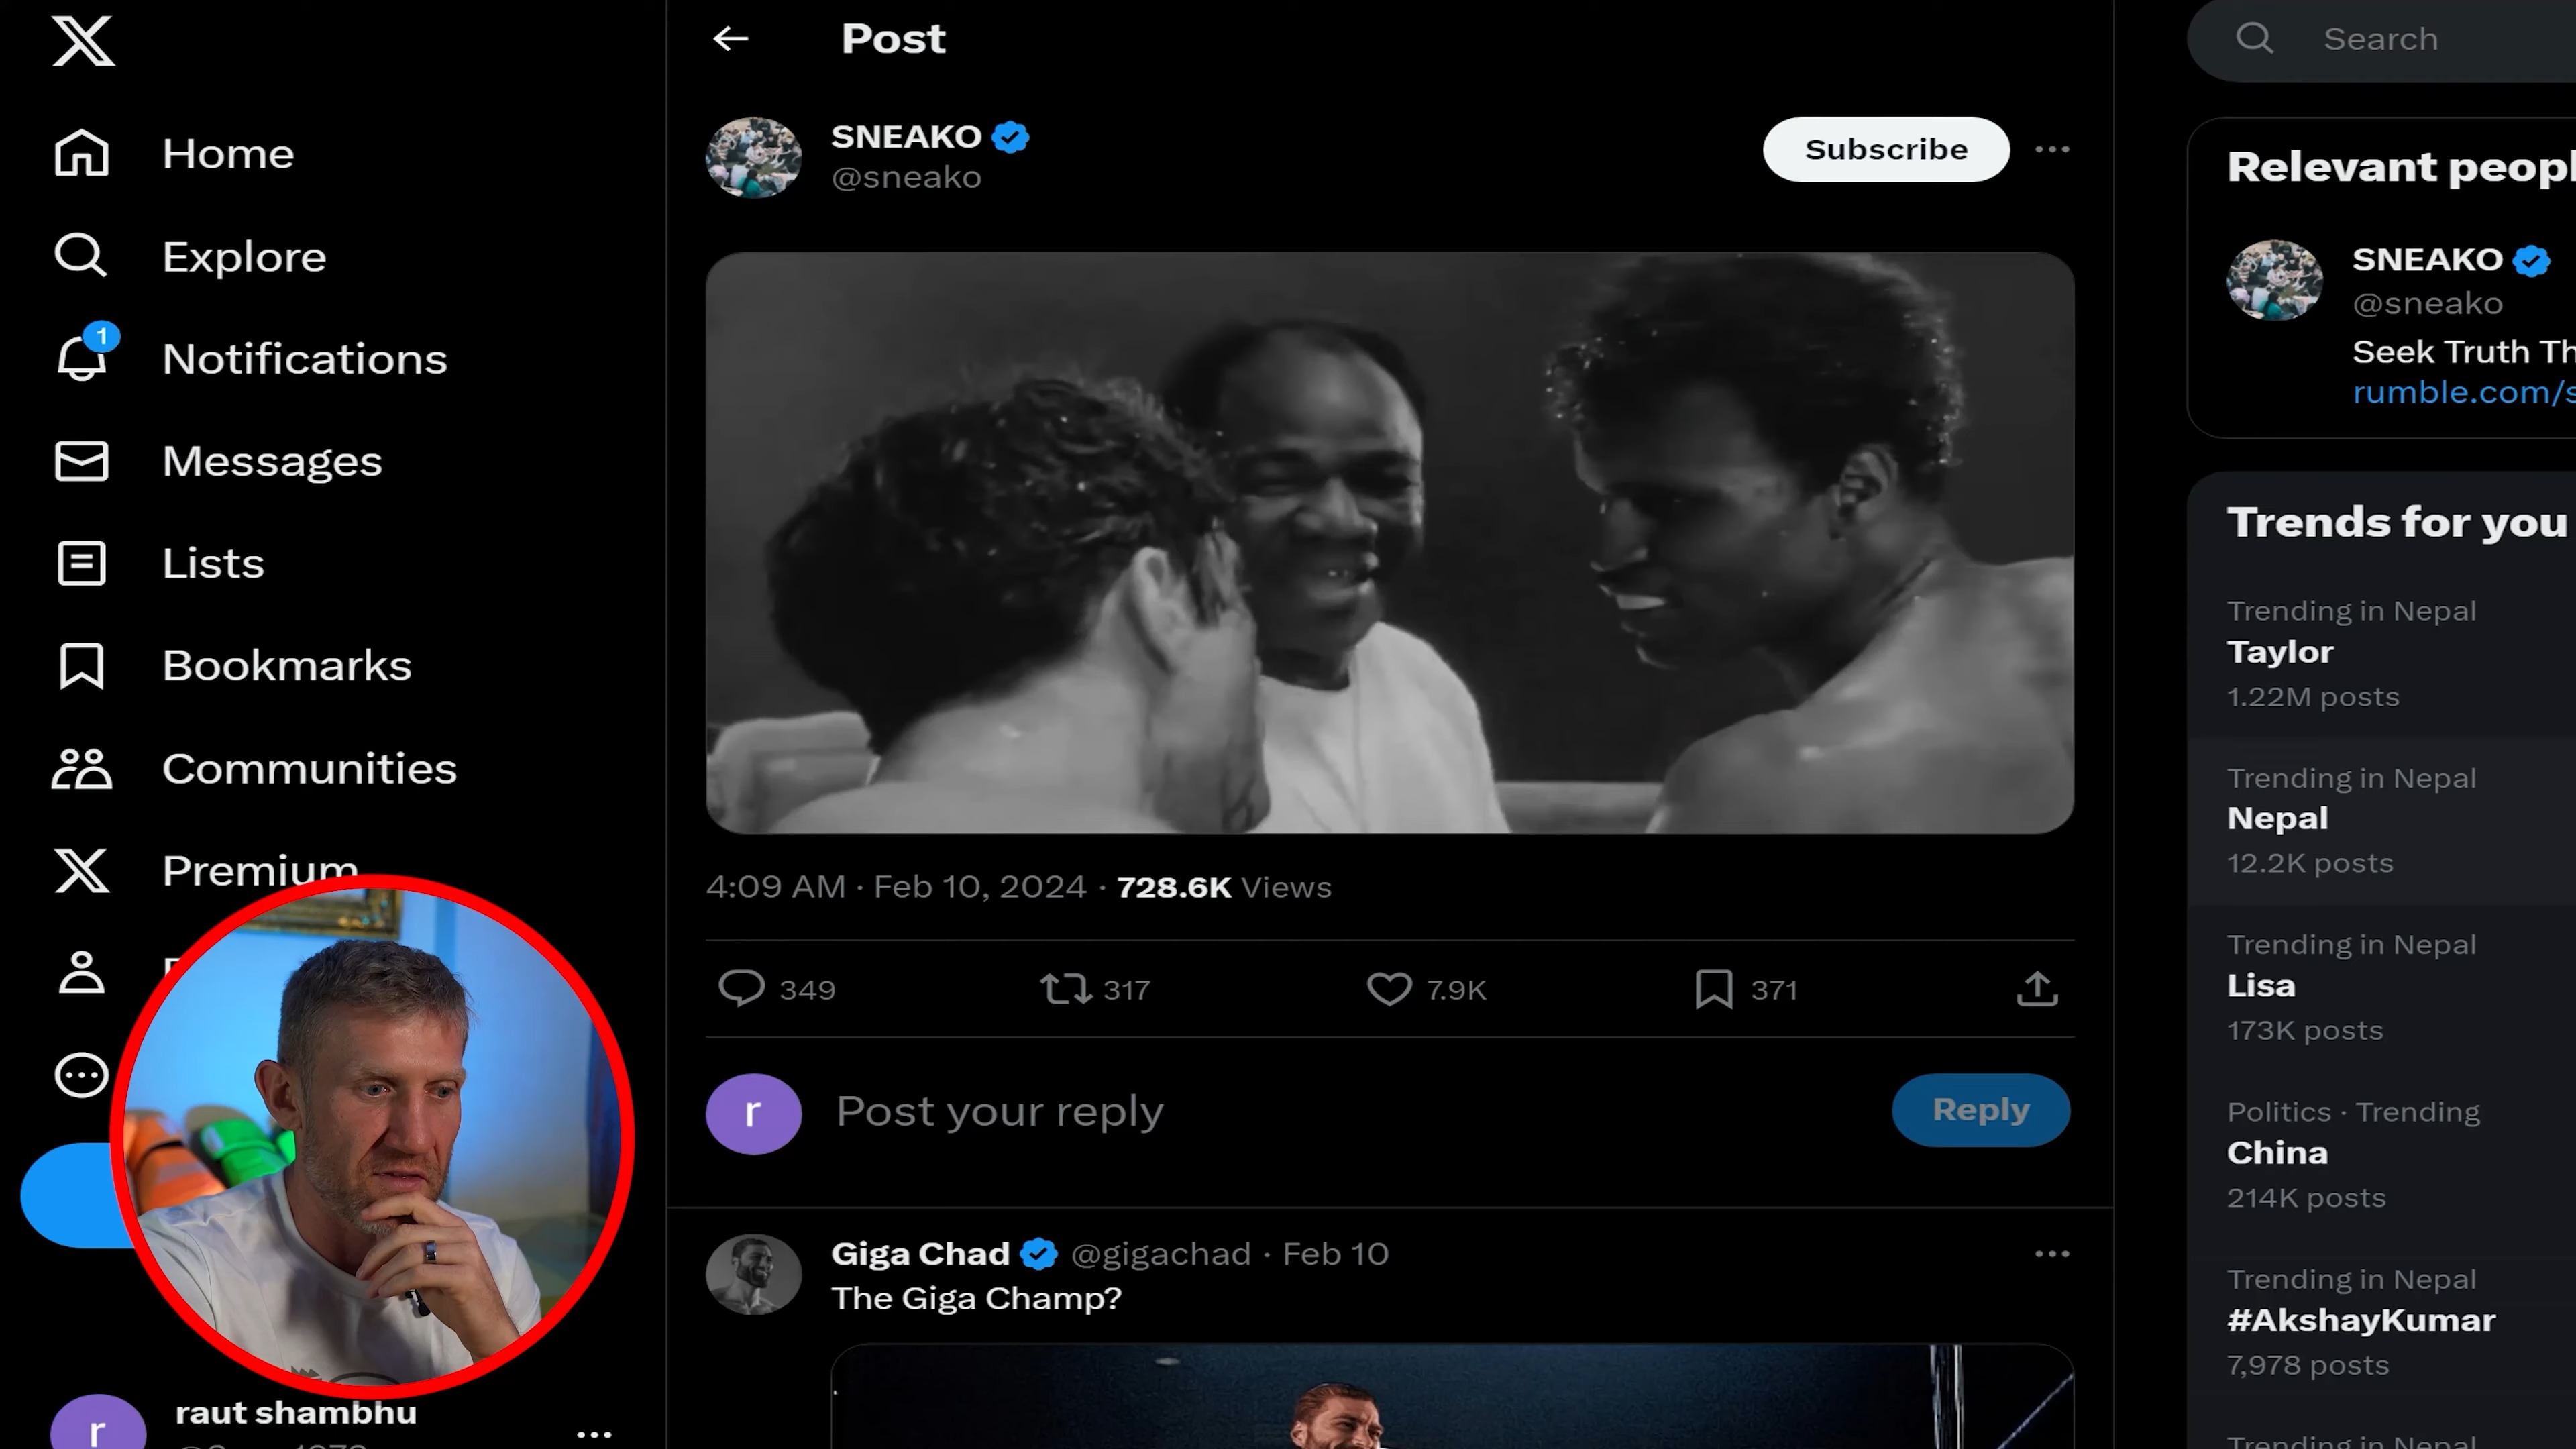 Home
Explore
1
Notifications
Messages
Lists
Bookmarks
Communities
Premium
raut shambhu
r
Post
SNEAKO
@sneako
Subscribe
4:09 AM · Feb 10, 2024 · 728.6K Views
349
317
7.9K
371
r
Post your reply
Reply
Giga Chad @gigachad · Feb 10
The Giga Champ?
Search
Relevant peopl
SNEAKO
@sneako
Seek Truth Th
rumble.com/s
Trends for you
Trending in Nepal
Taylor
1.22M posts
Trending in Nepal
Nepal
12.2K posts
Trending in Nepal
Lisa
173K posts
Politics · Trending
China
214K posts
Trending in Nepal
#AkshayKumar
7,978 posts
Trending in Nepal